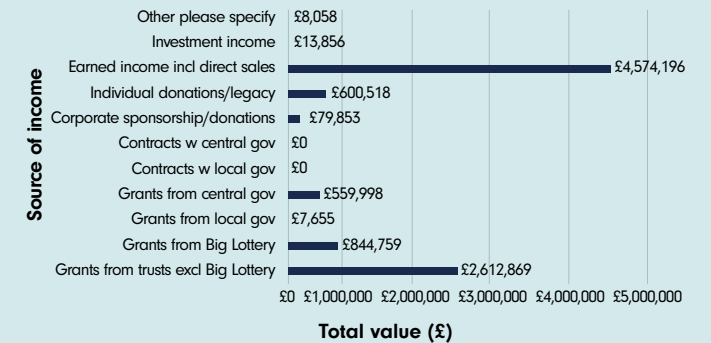 Source of income
Other please specify £8,058
Investment income £13,856
Earned income incl direct sales £4,574,196
Individual donations/legacy £600,518
Corporate sponsorship/donations £79,853
Contracts w central gov £0
Contracts w local gov £0
Grants from central gov £559,998
Grants from local gov £7,655
Grants from Big Lottery £844,759
Grants from trusts excl Big Lottery £2,612,869
£0 £1,000,000 £2,000,000 £3,000,000 £4,000,000 £5,000,000
Total value (£)